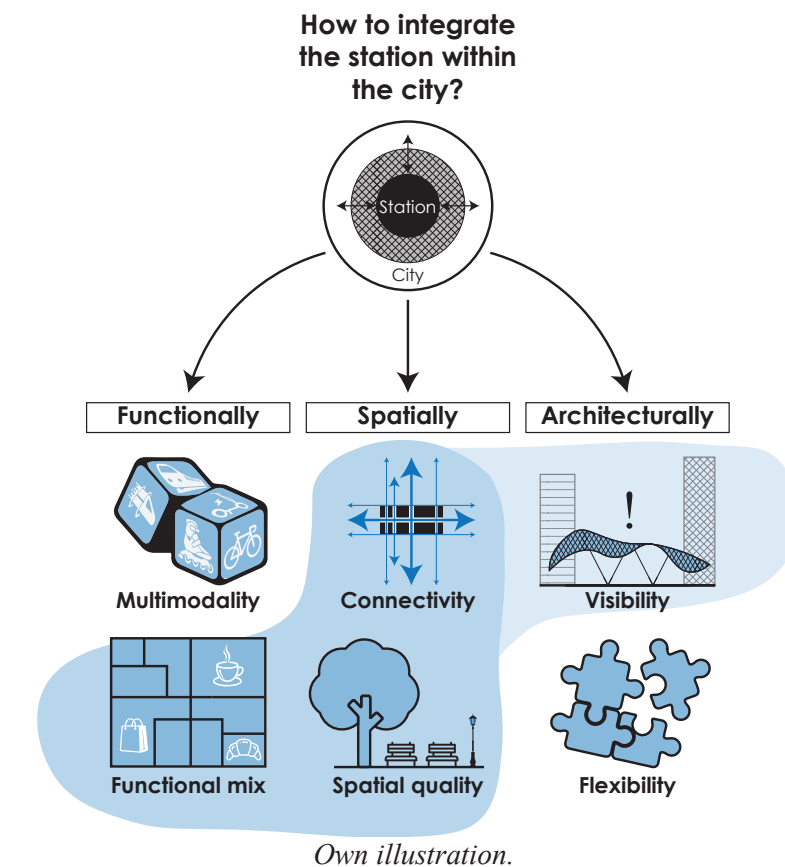 How to integrate
the station within
the city?
Station
City
Functionally
Spatially
Architecturally
!
Multimodality
Connectivity
Visibility
Functional mix
Spatial quality
Flexibility
Own illustration.